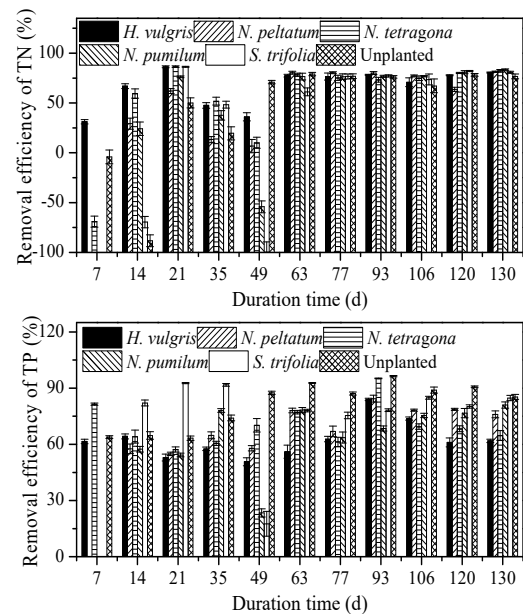 Removal efficiency of TN (%)
H. vulgris N. peltatum N. tetragona
N. pumilum S. trifolia Unplanted
100
50
0
-50
-100
7 14 21 35 49 63 77 93 106 120 130
Duration time (d)
Removal efficiency of TP (%)
H. vulgris N. peltatum N. tetragona
N. pumilum S. trifolia Unplanted
120
90
60
30
0
7 14 21 35 49 63 77 93 106 120 130
Duration time (d)